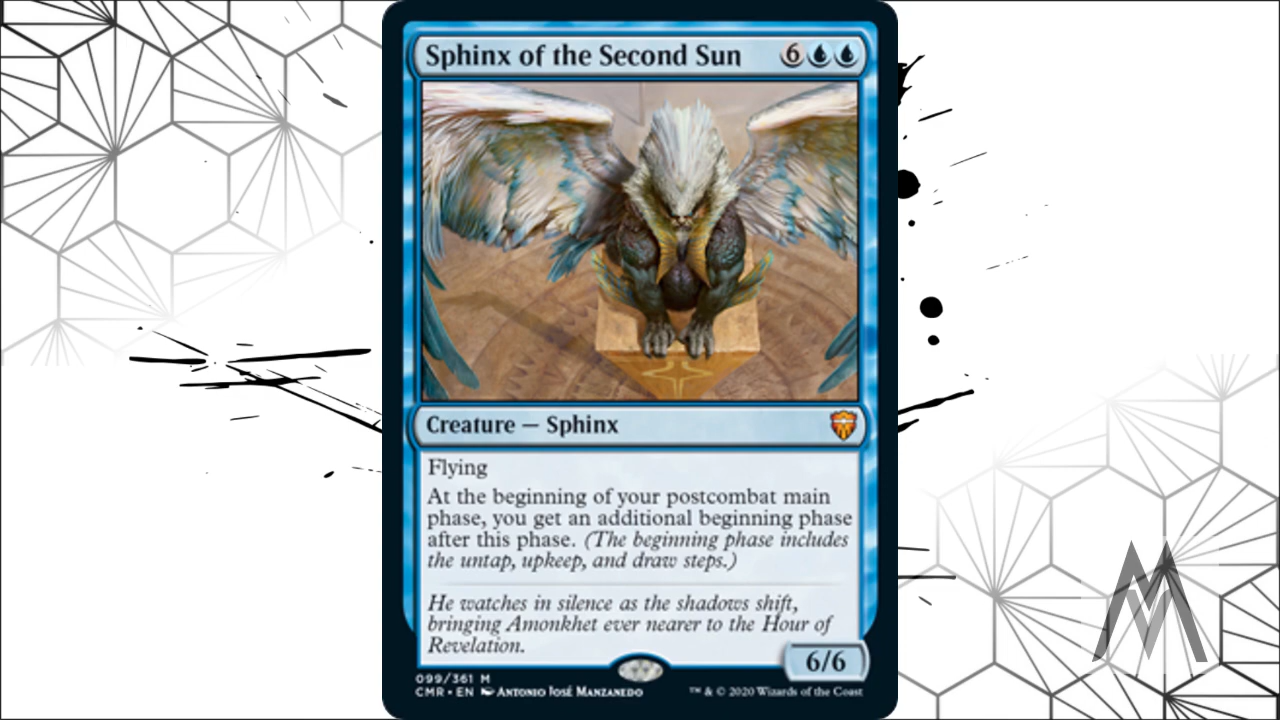 Sphinx of the Second Sun 6
Creature — Sphinx
Flying
At the beginning of your postcombat main
phase, you get an additional beginning phase
after this phase. (The beginning phase includes
the untap, upkeep, and draw steps.)
He watches in silence as the shadows shift,
bringing Amonkhet ever nearer to the Hour of
Revelation.
6/6
099/361 M
CMR • EN Antonio José Manzanedo
™ & © 2020 Wizards of the Coast
M